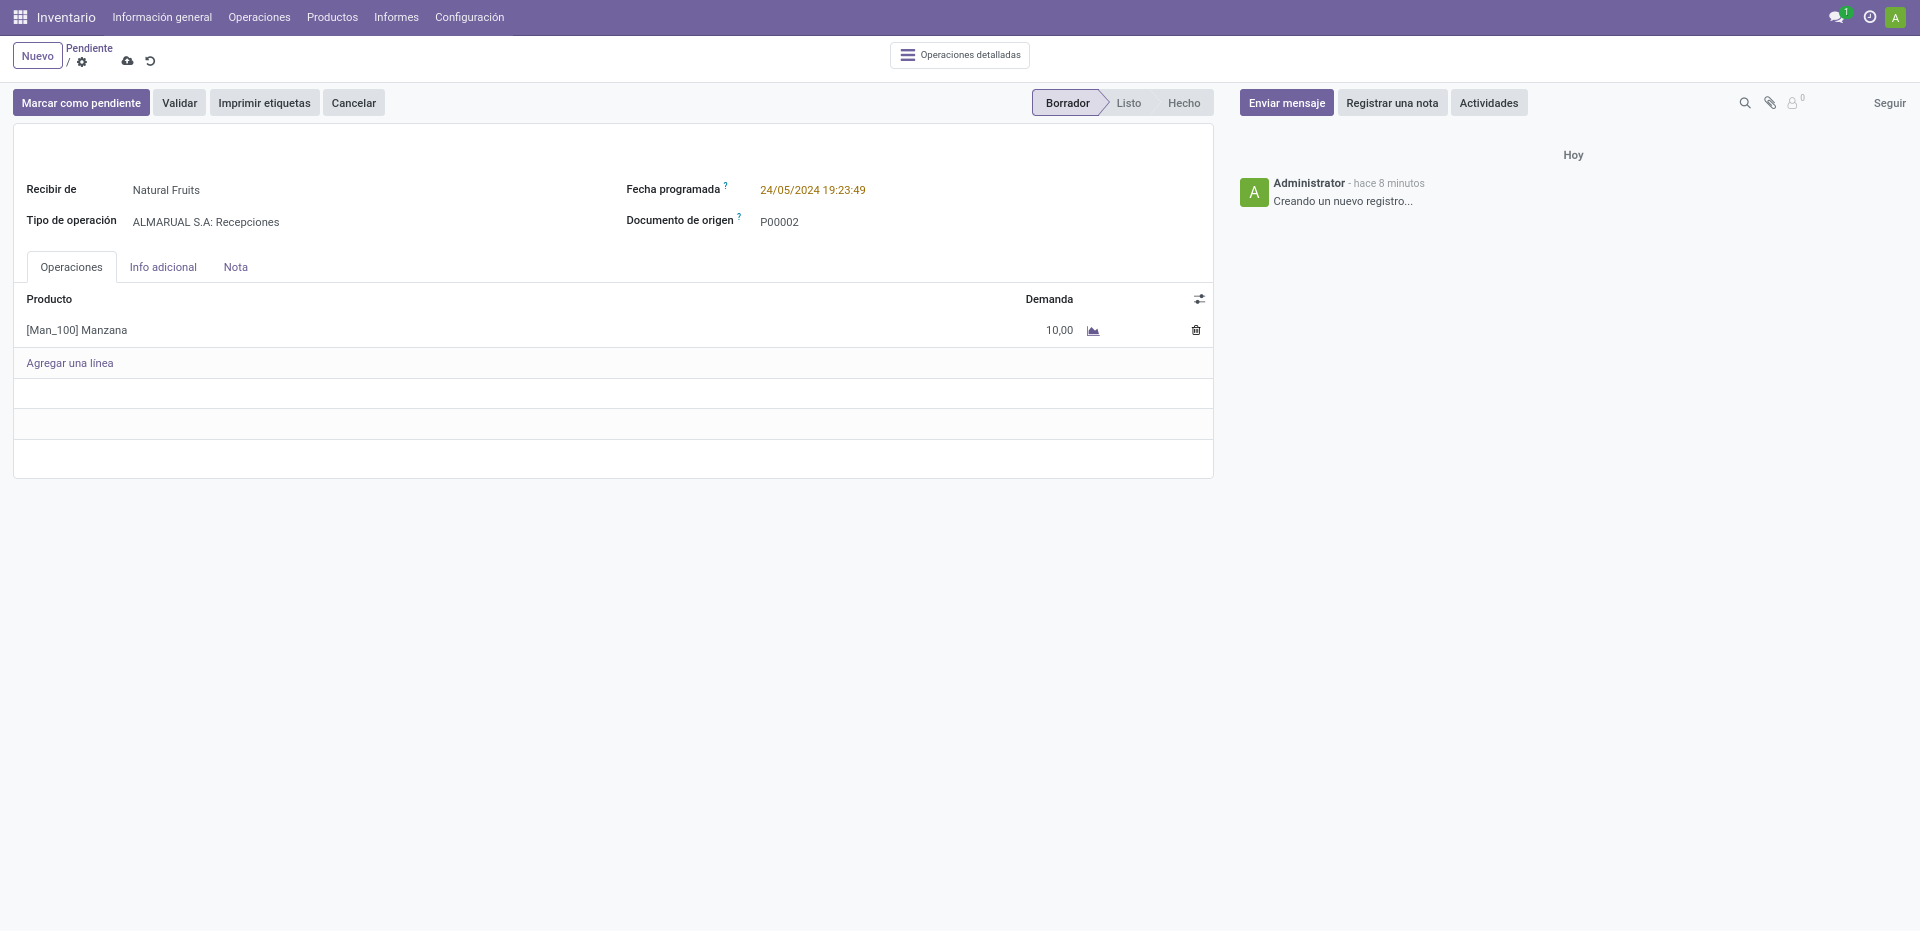 Inventario Información general Operaciones Productos Informes Configuración 1 A
Nuevo Pendiente
/
Operaciones detalladas
Marcar como pendiente Validar Imprimir etiquetas Cancelar Borrador Listo Hecho Enviar mensaje Registrar una nota Actividades 0 Seguir
Hoy
Recibir de Natural Fruits Fecha programada ? 24/05/2024 19:23:49
Tipo de operación ALMARUAL S.A: Recepciones Documento de origen ? P00002
A Administrator - hace 8 minutos
Creando un nuevo registro...
Operaciones Info adicional Nota
Producto Demanda
[Man_100] Manzana 10,00
Agregar una línea